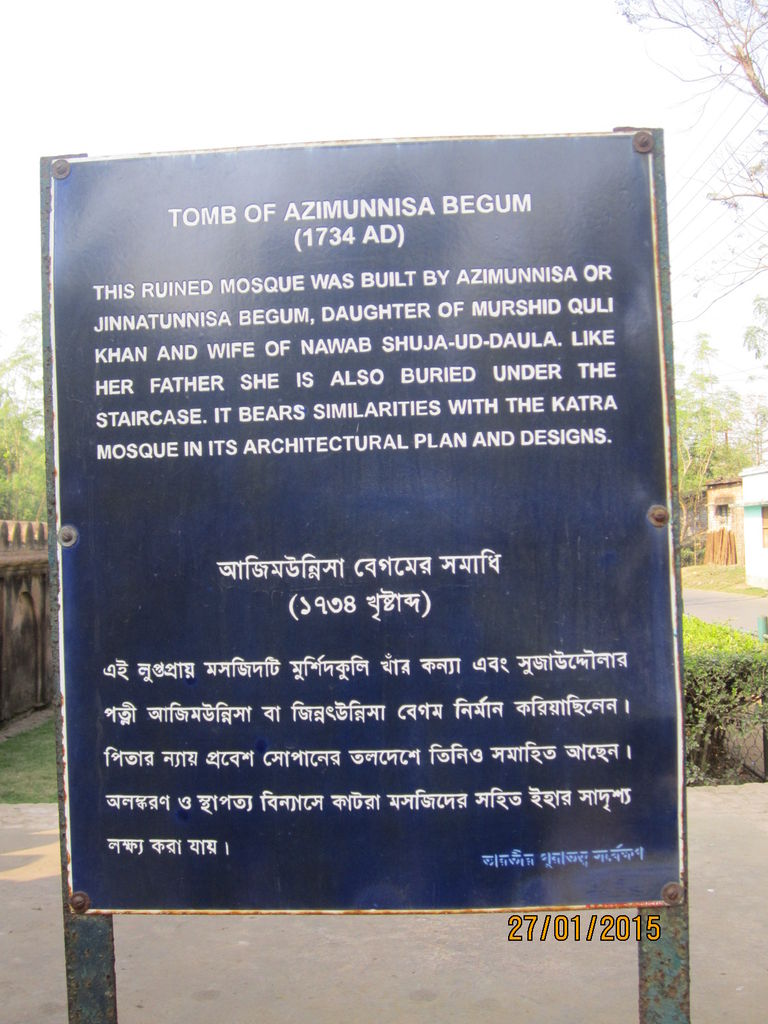 TOMB OF AZIMUNNISA BEGUM
(1734 AD)
THIS RUINED MOSQUE WAS BUILT BY AZIMUNNISA OR
JINNATUNNISA BEGUM, DAUGHTER OF MURSHID QULI
KHAN AND WIFE OF NAWAB SHUJA-UD-DAULA. LIKE
HER FATHER SHE IS ALSO BURIED UNDER THE
STAIRCASE. IT BEARS SIMILARITIES WITH THE KATRA
MOSQUE IN ITS ARCHITECTURAL PLAN AND DESIGNS.
আজিমউন্নিসা বেগমের সমাধি
(১৭৩৪ খৃষ্টাব্দ)
এই লুপ্তপ্রায় মসজিদটি মুর্শিদকুলি খাঁর কন্যা এবং সুজাউদ্দৌলার
পত্নী আজিমউন্নিসা বা জিন্নৎউন্নিসা বেগম নির্মান করিয়াছিলেন।
পিতার ন্যায় প্রবেশ সোপানের তলদেশে তিনিও সমাহিত আছেন।
অলঙ্করণ ও স্থাপত্য বিন্যাসে কাটরা মসজিদের সহিত ইহার সাদৃশ্য
লক্ষ্য করা যায়।
ভারতীয় পুরাতত্ত্ব সর্বেক্ষণ
27/01/2015